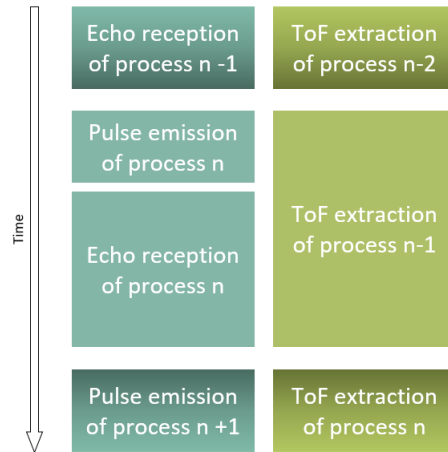 Echo reception
of process n -1
ToF extraction
of process n-2
Pulse emission
of process n
ToF extraction
of process n-1
Echo reception
of process n
Time
Pulse emission
of process n +1
ToF extraction
of process n